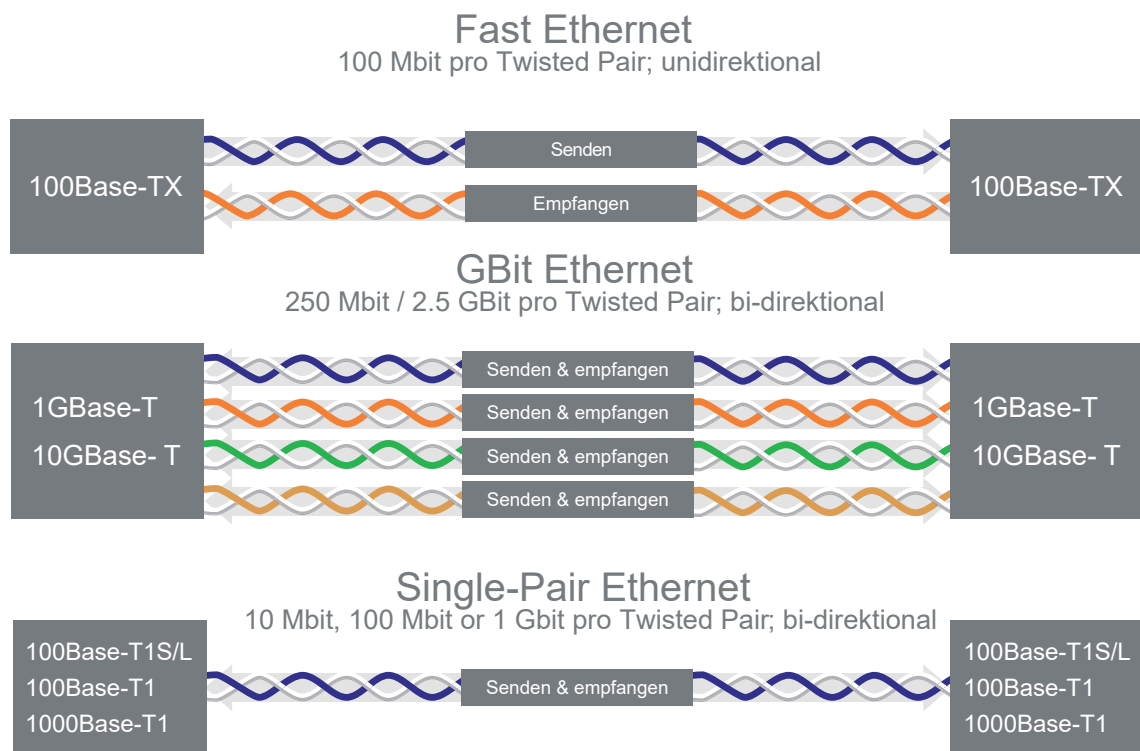 Fast Ethernet
100 Mbit pro Twisted Pair; unidirektional
Senden
100Base-TX
100Base-TX
Empfangen
GBit Ethernet
250 Mbit / 2.5 GBit pro Twisted Pair; bi-direktional
Senden & empfangen
1GBase-T
Senden & empfangen
1GBase-T
10GBase- T
Senden & empfangen
10GBase- T
Senden & empfangen
Single-Pair Ethernet
10 Mbit, 100 Mbit or 1 Gbit pro Twisted Pair; bi-direktional
100Base-T1S/L
100Base-T1S/L
100Base-T1
Senden & empfangen
100Base-T1
1000Base-T1
1000Base-T1